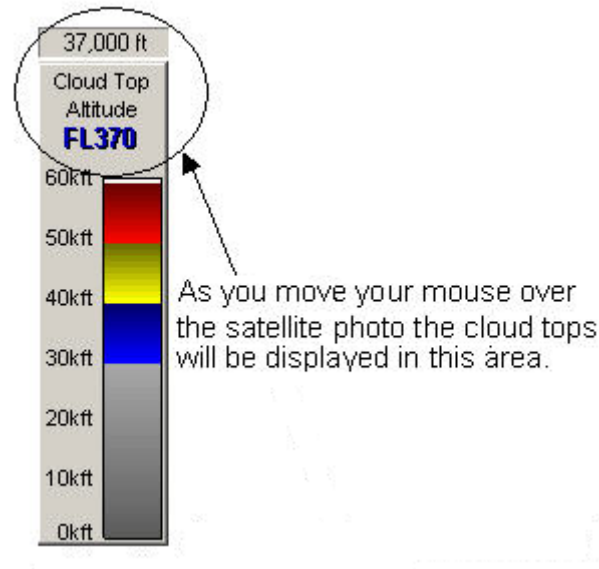 37,000 ft
Cloud Top
Altitude
FL370
60kft
50kft
40kft
30kft
20kft
10kft
0kft
As you move your mouse over
the satellite photo the cloud tops
will be displayed in this area.